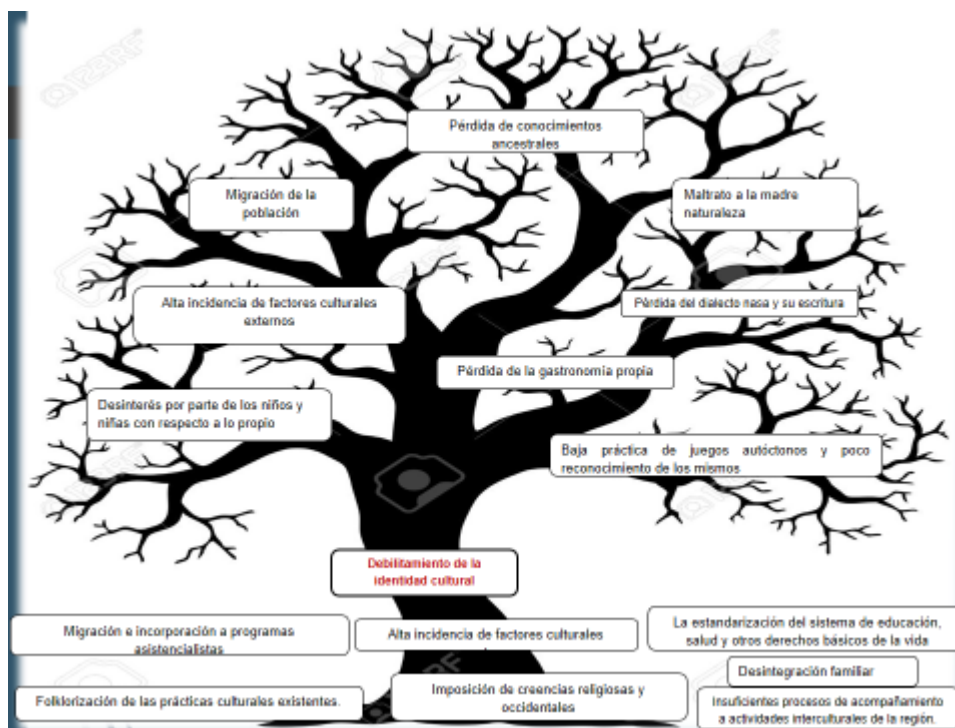 Pérdida de conocimientos
ancestrales
Migración de la
población
Maltrato a la madre
naturaleza
Alta incidencia de factores culturales
externos
Pérdida del dialecto nasa y su escritura
Pérdida de la gastronomía propia
Desinterés por parte de los niños y
niñas con respecto a lo propio
Baja práctica de juegos autóctonos y poco
reconocimiento de los mismos
Debilitamiento de la
identidad cultural
Migración e incorporación a programas
asistencialistas
Alta incidencia de factores culturales
La estandarización del sistema de educación,
salud y otros derechos básicos de la vida
Desintegración familiar
Folklorización de las prácticas culturales existentes.
Imposición de creencias religiosas y
occidentales
Insuficientes procesos de acompañamiento
a actividades interculturales de la región.
123RF